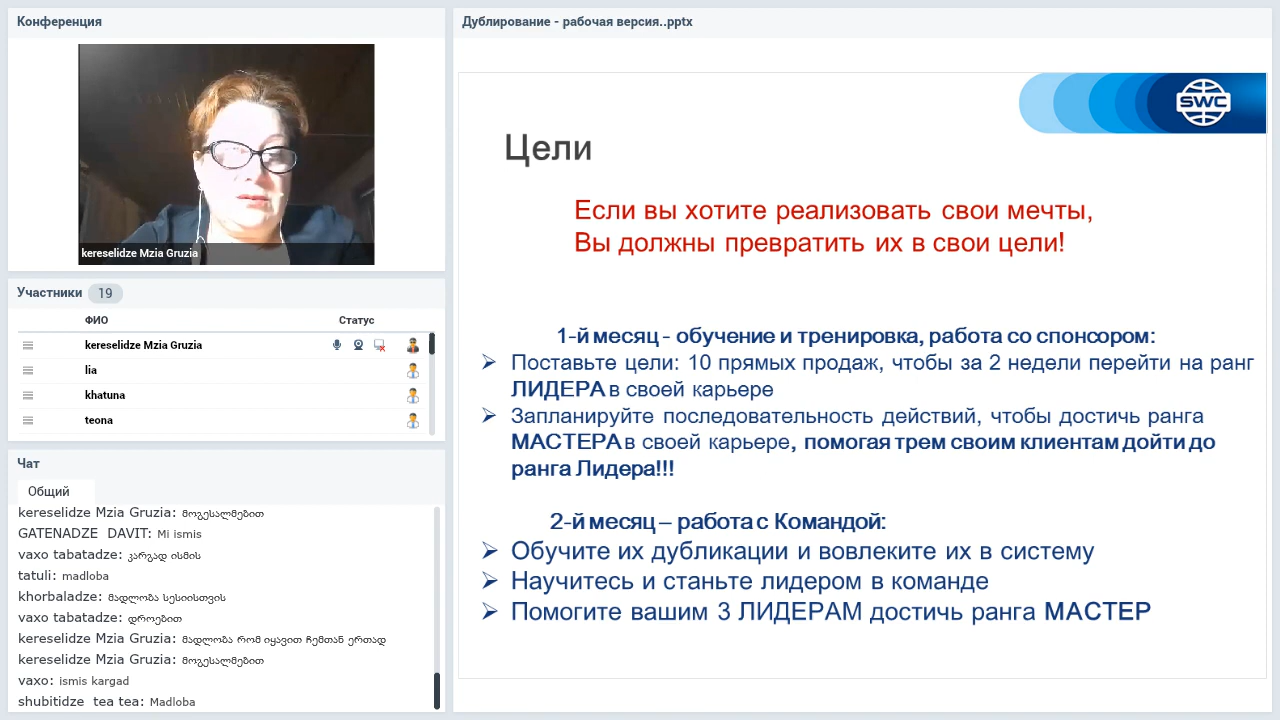 Конференция
kereselidze Mzia Gruzia
Участники 19
ФИО Статус
kereselidze Mzia Gruzia
lia
khatuna
teona
Чат
Общий
kereselidze Mzia Gruzia: მოგესალმებით
GATENADZE DAVIT: Mi ismis
vaxo tabatadze: კარგად ისმის
tatuli: madloba
khorbaladze: მადლობა სესიისთვის
vaxo tabatadze: დროებით
kereselidze Mzia Gruzia: მადლობა რომ იყავით ჩემთან ერთად
kereselidze Mzia Gruzia: მოგესალმებით
vaxo: ismis kargad
shubitidze tea tea: Madloba
Дублирование - рабочая версия..pptx
SWC
Цели
Если вы хотите реализовать свои мечты,
Вы должны превратить их в свои цели!
1-й месяц - обучение и тренировка, работа со спонсором:
Поставьте цели: 10 прямых продаж, чтобы за 2 недели перейти на ранг
ЛИДЕРА в своей карьере
Запланируйте последовательность действий, чтобы достичь ранга
МАСТЕРА в своей карьере, помогая трем своим клиентам дойти до
ранга Лидера!!!
2-й месяц – работа с Командой:
Обучите их дубликации и вовлеките их в систему
Научитесь и станьте лидером в команде
Помогите вашим 3 ЛИДЕРАМ достичь ранга МАСТЕР